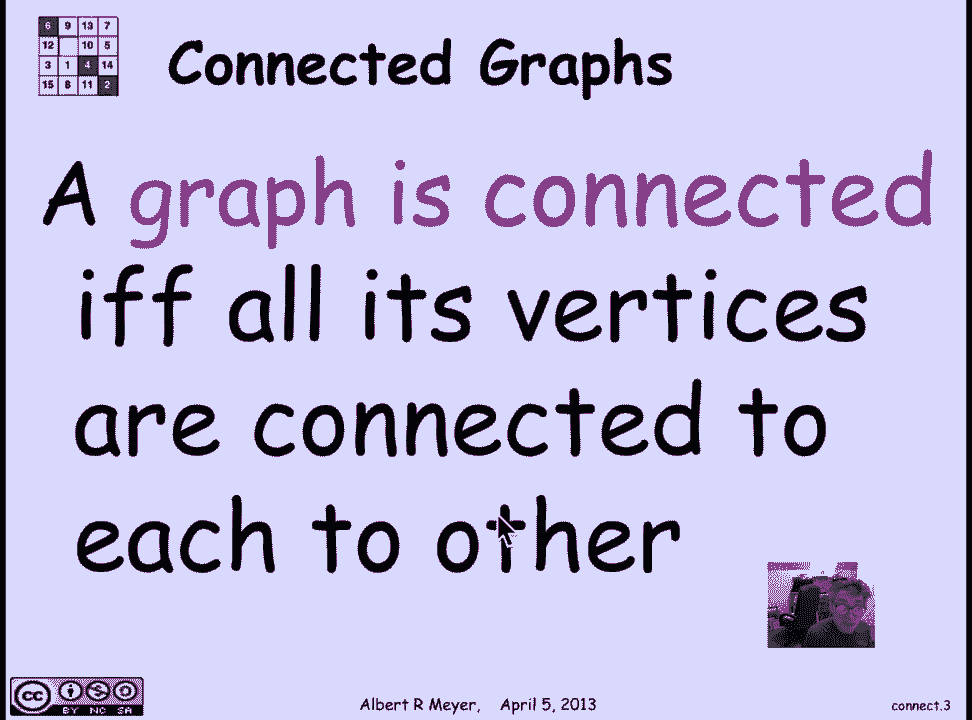 6 9 13 7
12 10 5
3 1 4 14
15 8 11 2
Connected Graphs
A graph is connected
iff all its vertices
are connected to
each to other
cc
BY NC SA
Albert R Meyer, April 5, 2013
connect.3